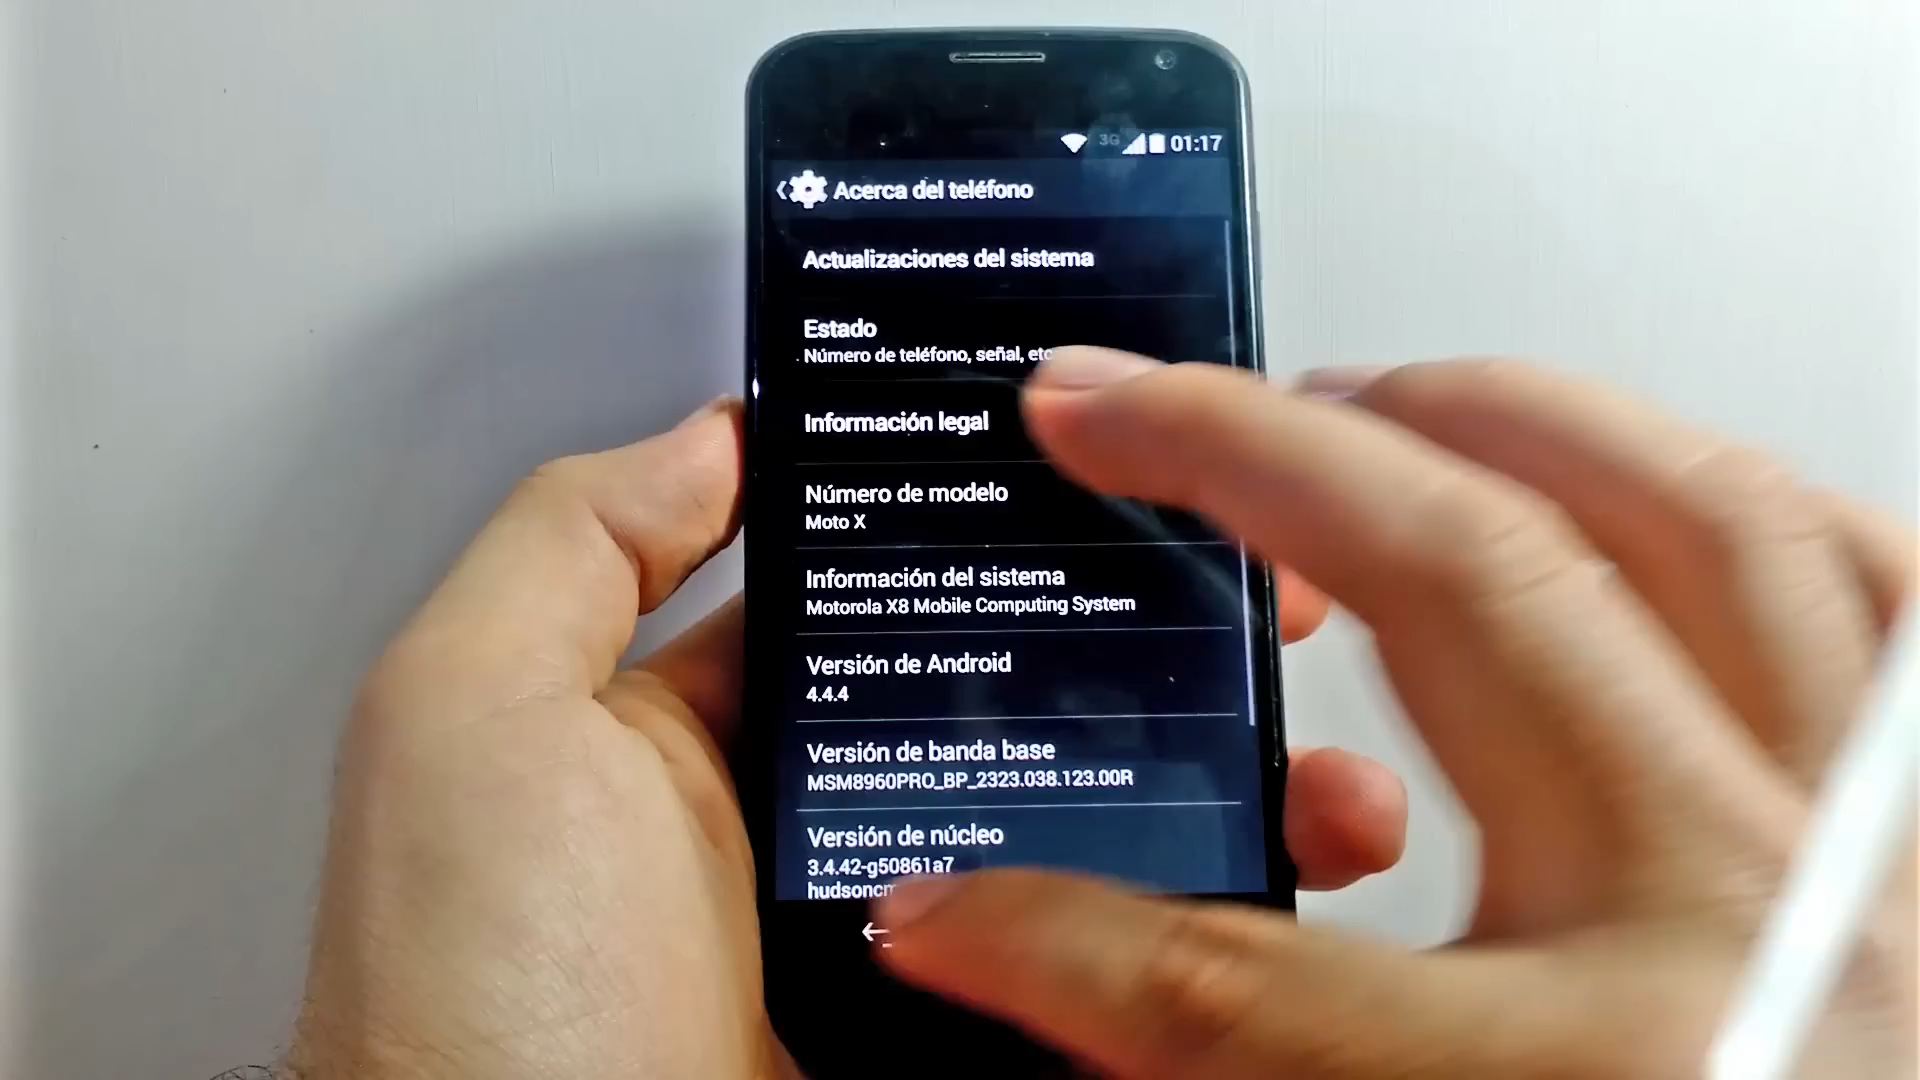 3G 01:17
Acerca del teléfono
Actualizaciones del sistema
Estado
Número de teléfono, señal, etc
Información legal
Número de modelo
Moto X
Información del sistema
Motorola X8 Mobile Computing System
Versión de Android
4.4.4
Versión de banda base
MSM8960PRO_BP_2323.038.123.00R
Versión de núcleo
3.4.42-g50861a7